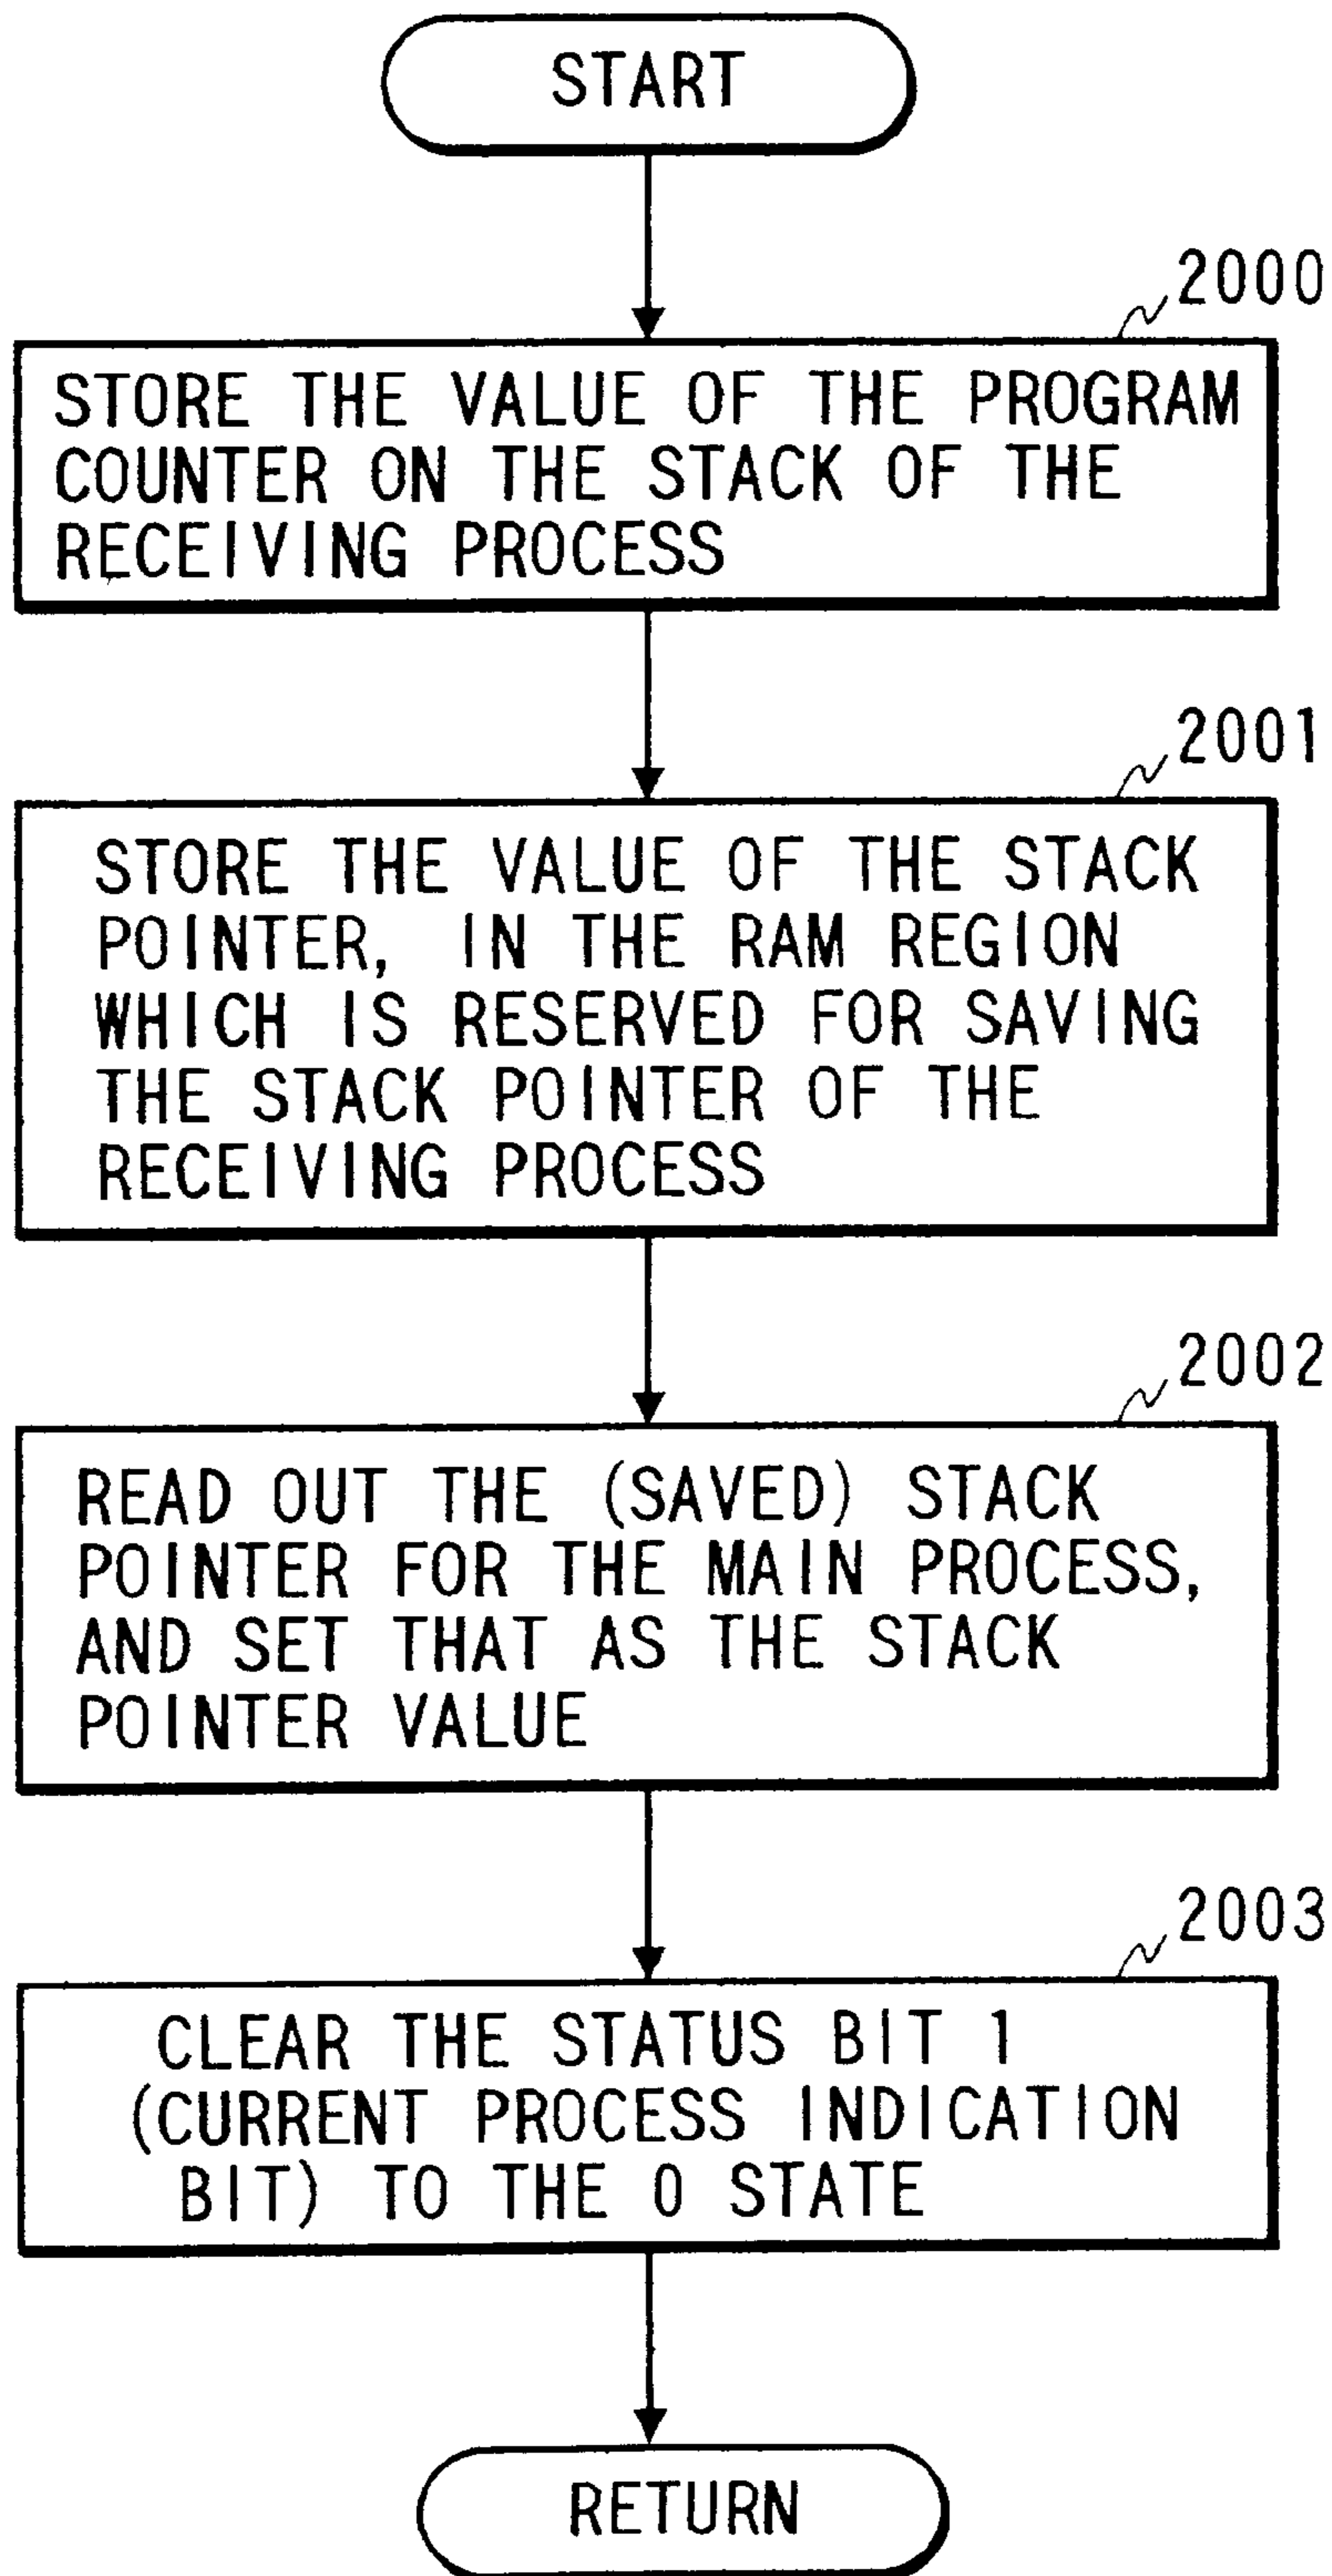 START
2000
STORE THE VALUE OF THE PROGRAM
COUNTER ON THE STACK OF THE
RECEIVING PROCESS
2001
STORE THE VALUE OF THE STACK
POINTER, IN THE RAM REGION
WHICH IS RESERVED FOR SAVING
THE STACK POINTER OF THE
RECEIVING PROCESS
2002
READ OUT THE (SAVED) STACK
POINTER FOR THE MAIN PROCESS,
AND SET THAT AS THE STACK
POINTER VALUE
2003
CLEAR THE STATUS BIT 1
(CURRENT PROCESS INDICATION
BIT) TO THE 0 STATE
RETURN